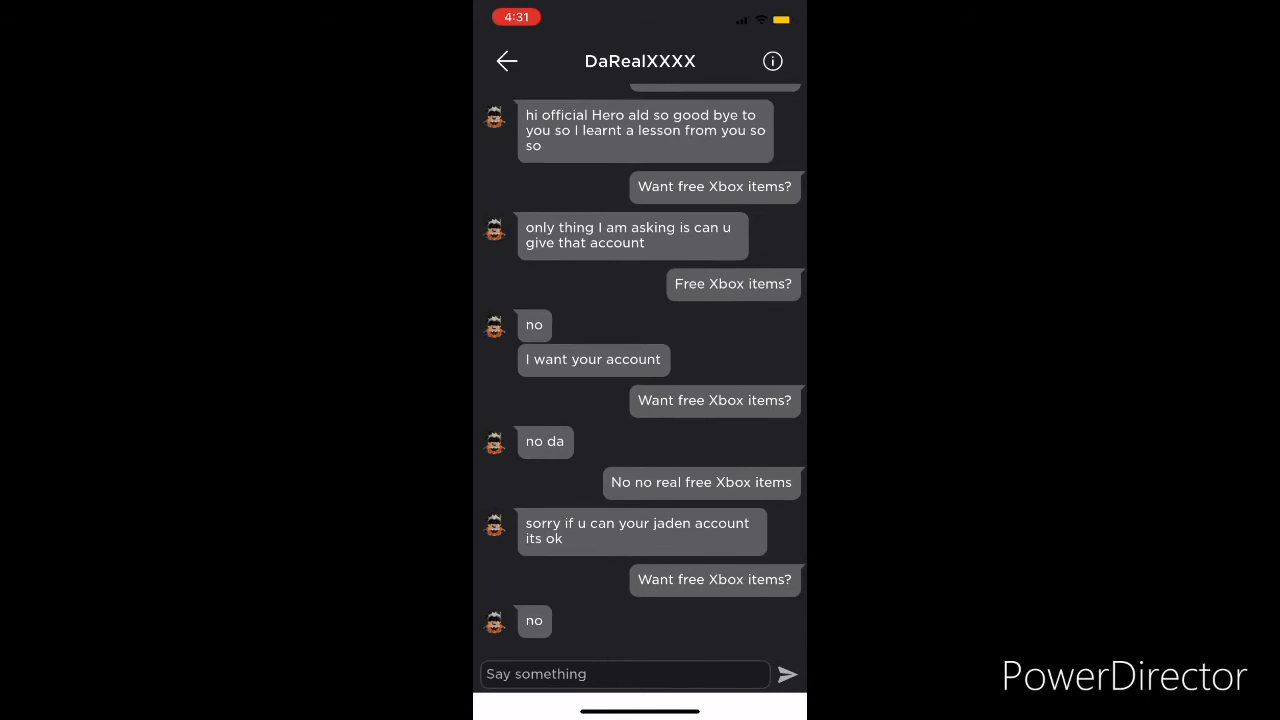 4:31
DaRealXXXX
hi official Hero ald so good bye to
you so I learnt a lesson from you so
so
Want free Xbox items?
only thing I am asking is can u
give that account
Free Xbox items?
no
I want your account
Want free Xbox items?
no da
No no real free Xbox items
sorry if u can your jaden account
its ok
Want free Xbox items?
no
Say something
PowerDirector